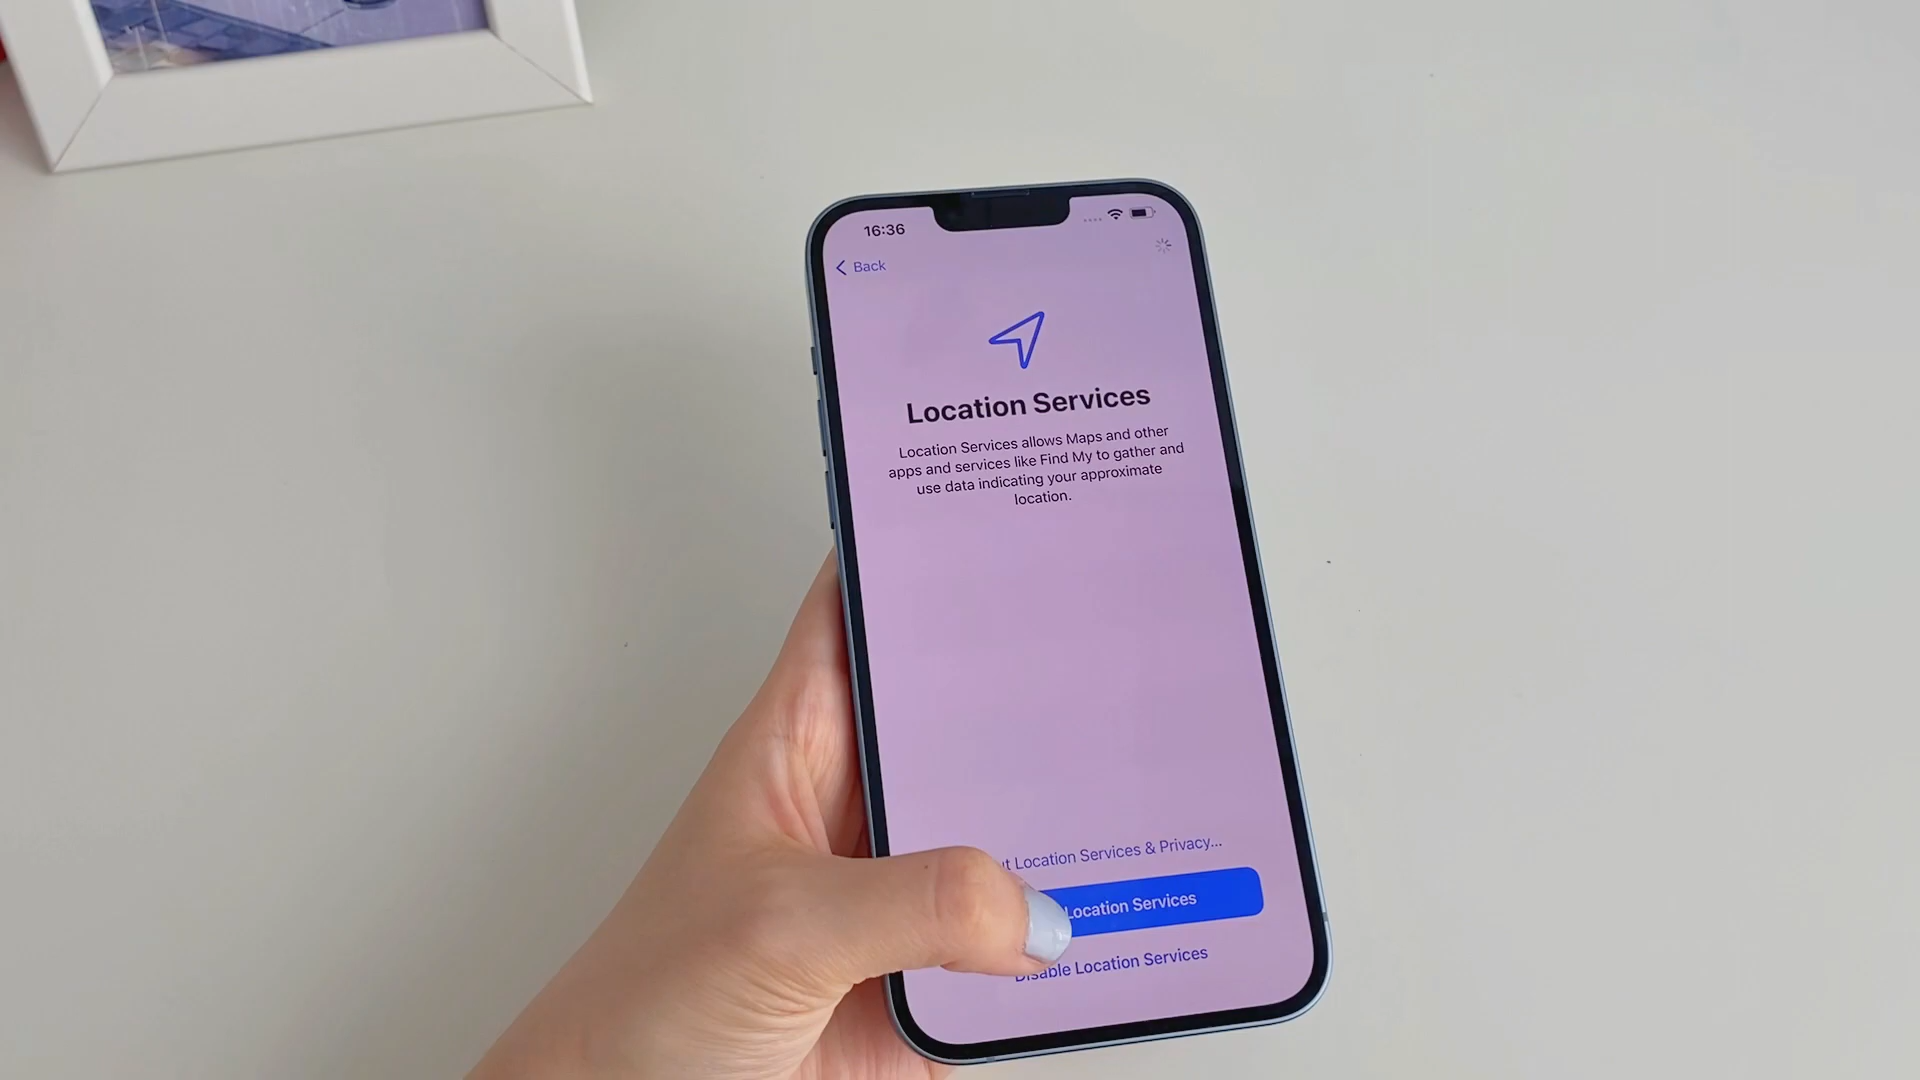 16:36
Back
Location Services
Location Services allows Maps and other
apps and services like Find My to gather and
use data indicating your approximate
location.
Location Services & Privacy...
Location Services
Disable Location Services